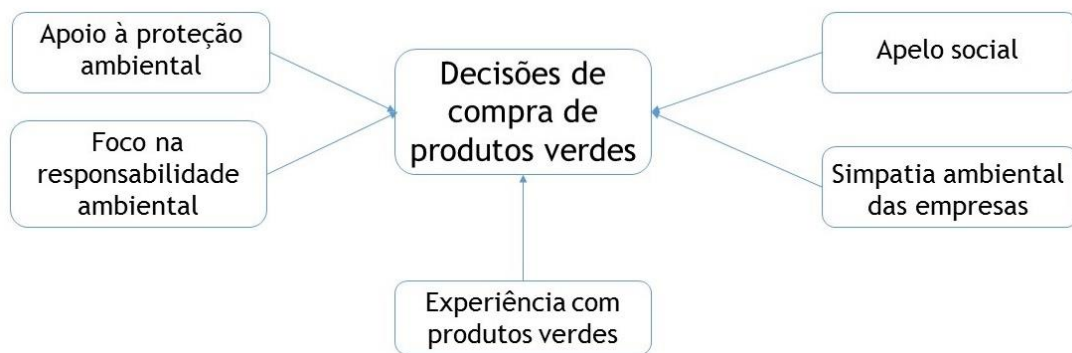 Apoio à proteção
ambiental
Foco na
responsabilidade
ambiental
Decisões de
compra de
produtos verdes
Apelo social
Simpatia ambiental
das empresas
Experiência com
produtos verdes